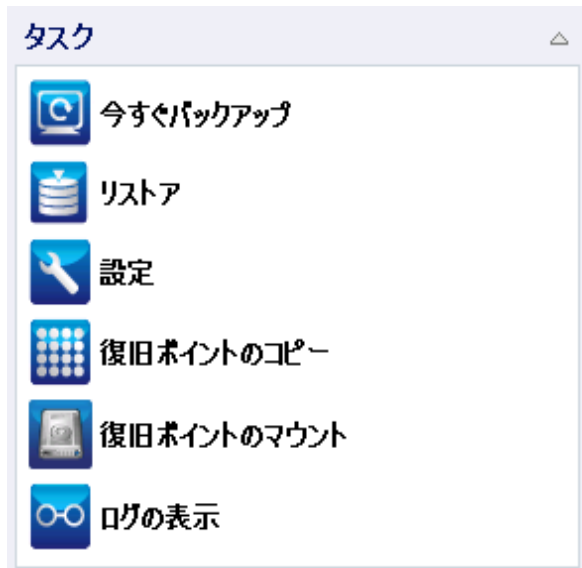 タスク
今すぐバックアップ
リストア
設定
復旧ポイントのコピー
復旧ポイントのマウント
ログの表示